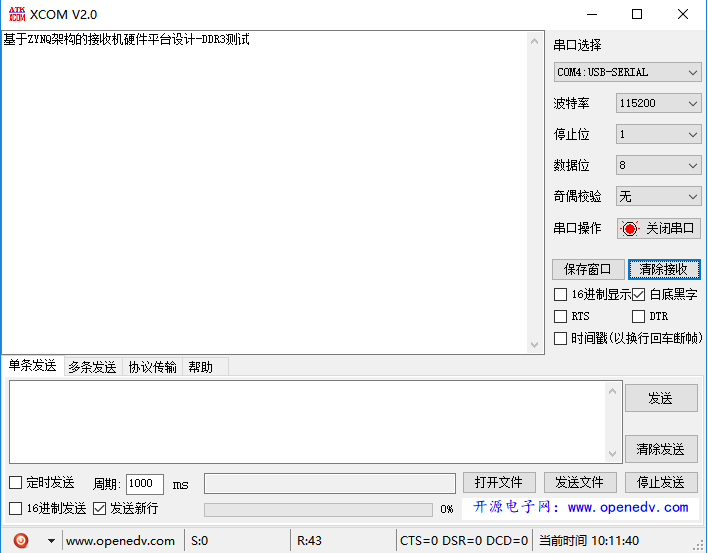 ATK
XCOM XCOM V2.0
基于ZYNQ架构的接收机硬件平台设计-DDR3测试
串口选择
COM4:USB-SERIAL
波特率 115200
停止位 1
数据位 8
奇偶校验 无
串口操作 关闭串口
保存窗口 清除接收
16进制显示 白底黑字
RTS DTR
时间戳(以换行回车断帧)
单条发送 多条发送 协议传输 帮助
发送
清除发送
定时发送 周期: 1000 ms 打开文件 发送文件 停止发送
16进制发送 发送新行 0% 开源电子网: www.openedv.com
www.openedv.com S:0 R:43 CTS=0 DSR=0 DCD=0 当前时间 10:11:40